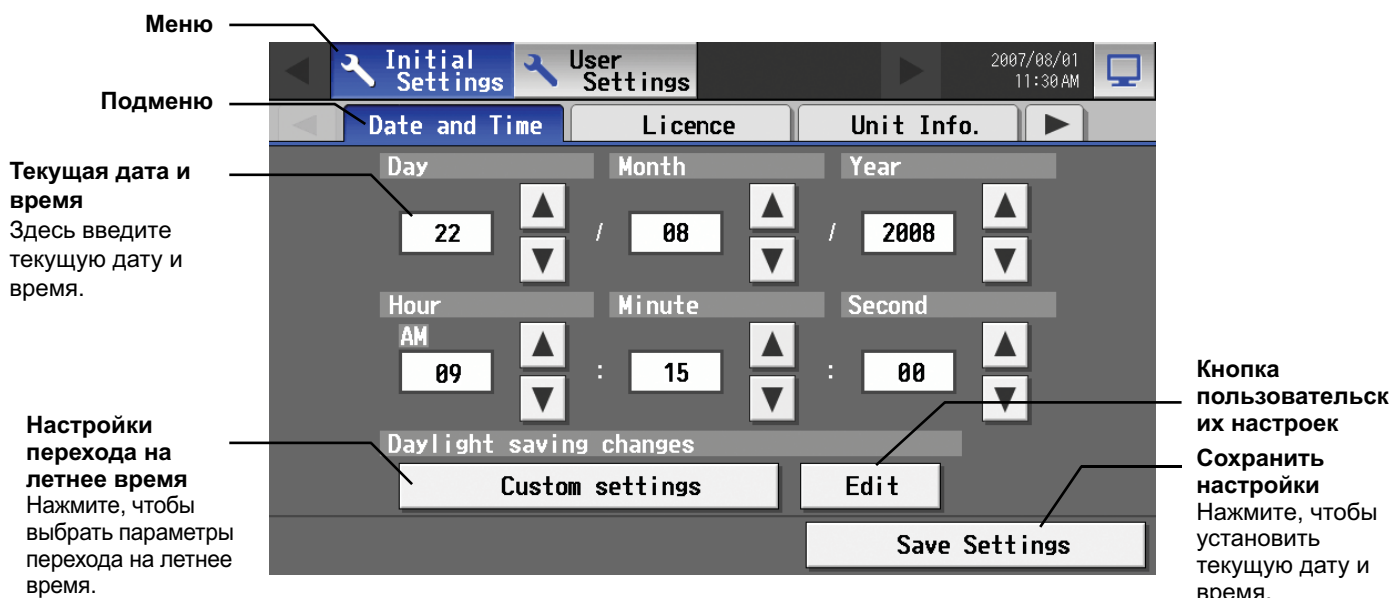 Меню
Initial
Settings
User
Settings
2007/08/01
11:30 AM
Подменю
Date and Time
Licence
Unit Info.
Текущая дата и
время
Здесь введите
текущую дату и
время.
Day
Month
Year
22 / 08 / 2008
Hour
Minute
Second
AM
09 : 15 : 00
Настройки
перехода на
летнее время
Нажмите, чтобы
выбрать параметры
перехода на летнее
время.
Daylight saving changes
Custom settings
Edit
Save Settings
Кнопка
пользовательск
их настроек
Сохранить
настройки
Нажмите, чтобы
установить
текущую дату и
время.